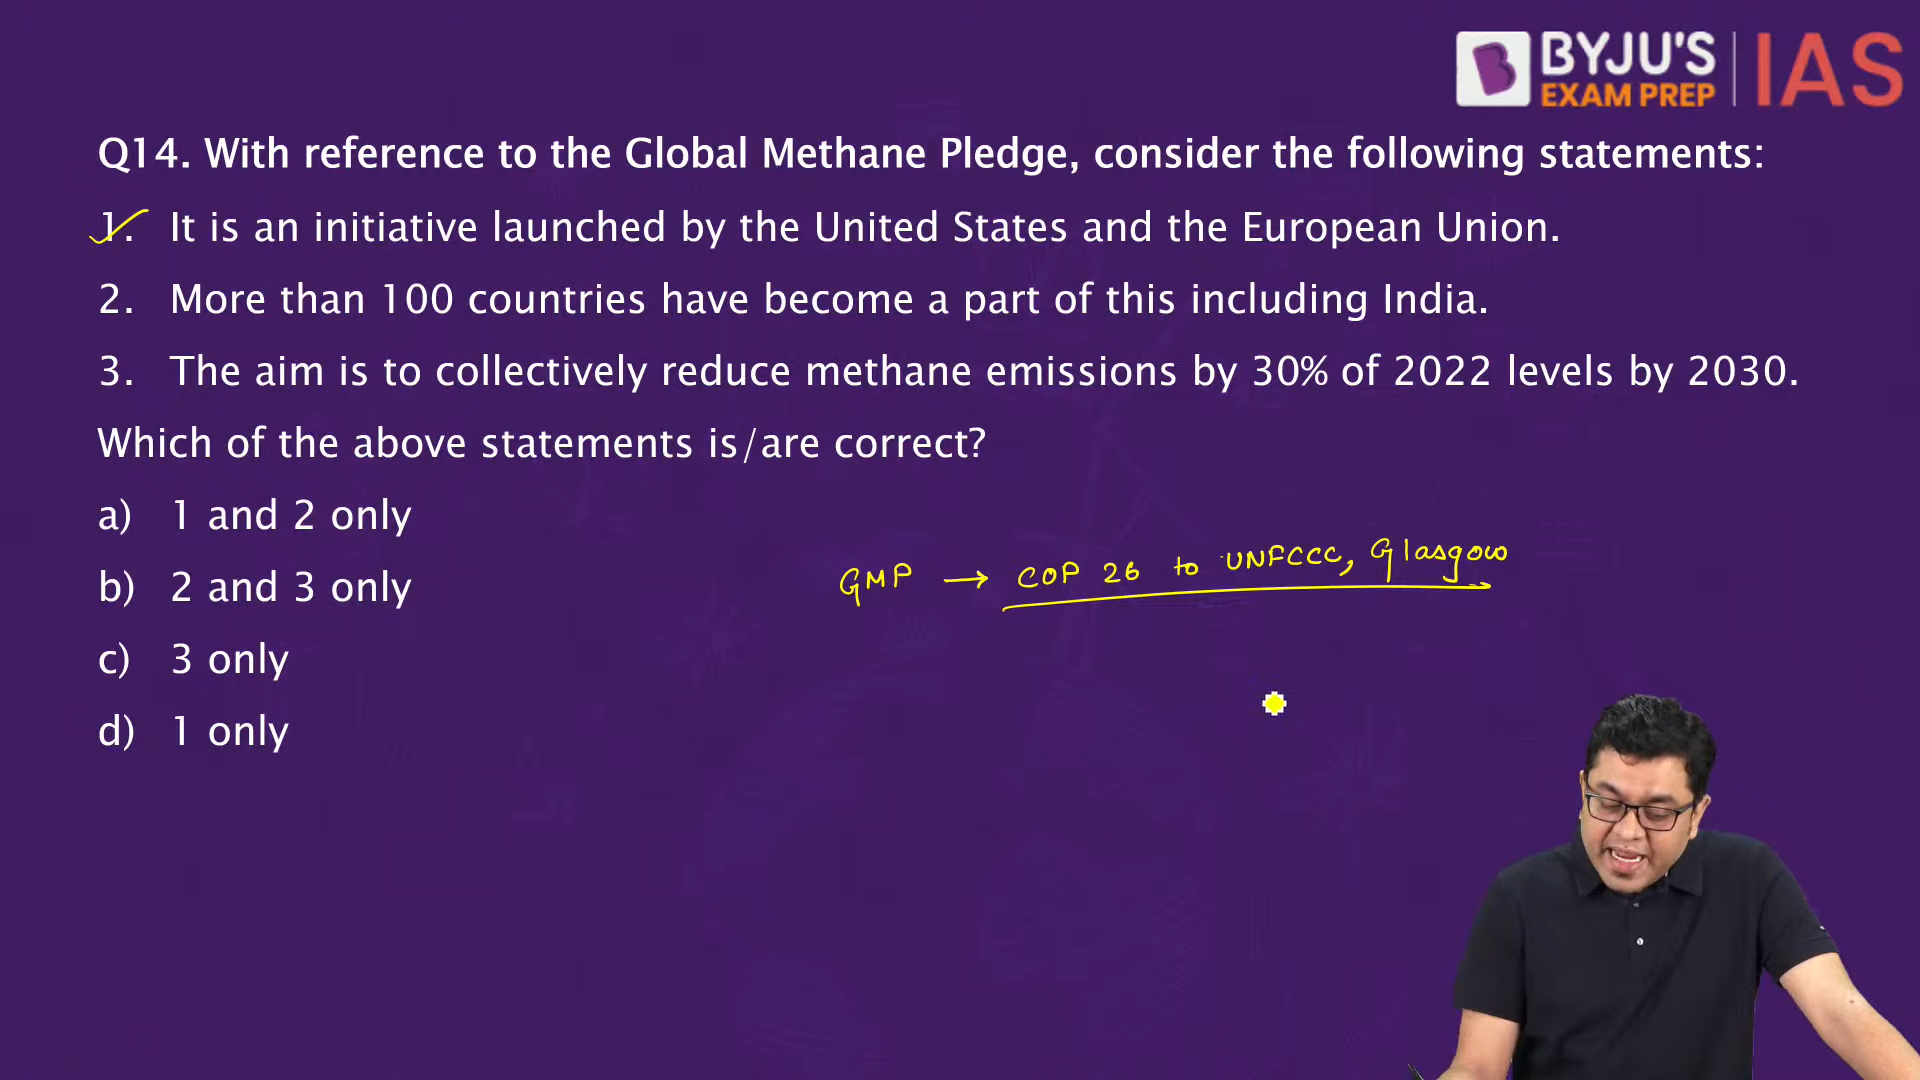 BYJU'S
EXAM PREP
IAS
Q14. With reference to the Global Methane Pledge, consider the following statements:
1. It is an initiative launched by the United States and the European Union.
2. More than 100 countries have become a part of this including India.
3. The aim is to collectively reduce methane emissions by 30% of 2022 levels by 2030.
Which of the above statements is/are correct?
a) 1 and 2 only
b) 2 and 3 only
c) 3 only
d) 1 only
GMP → COP 26 to UNFCCC, Glasgow